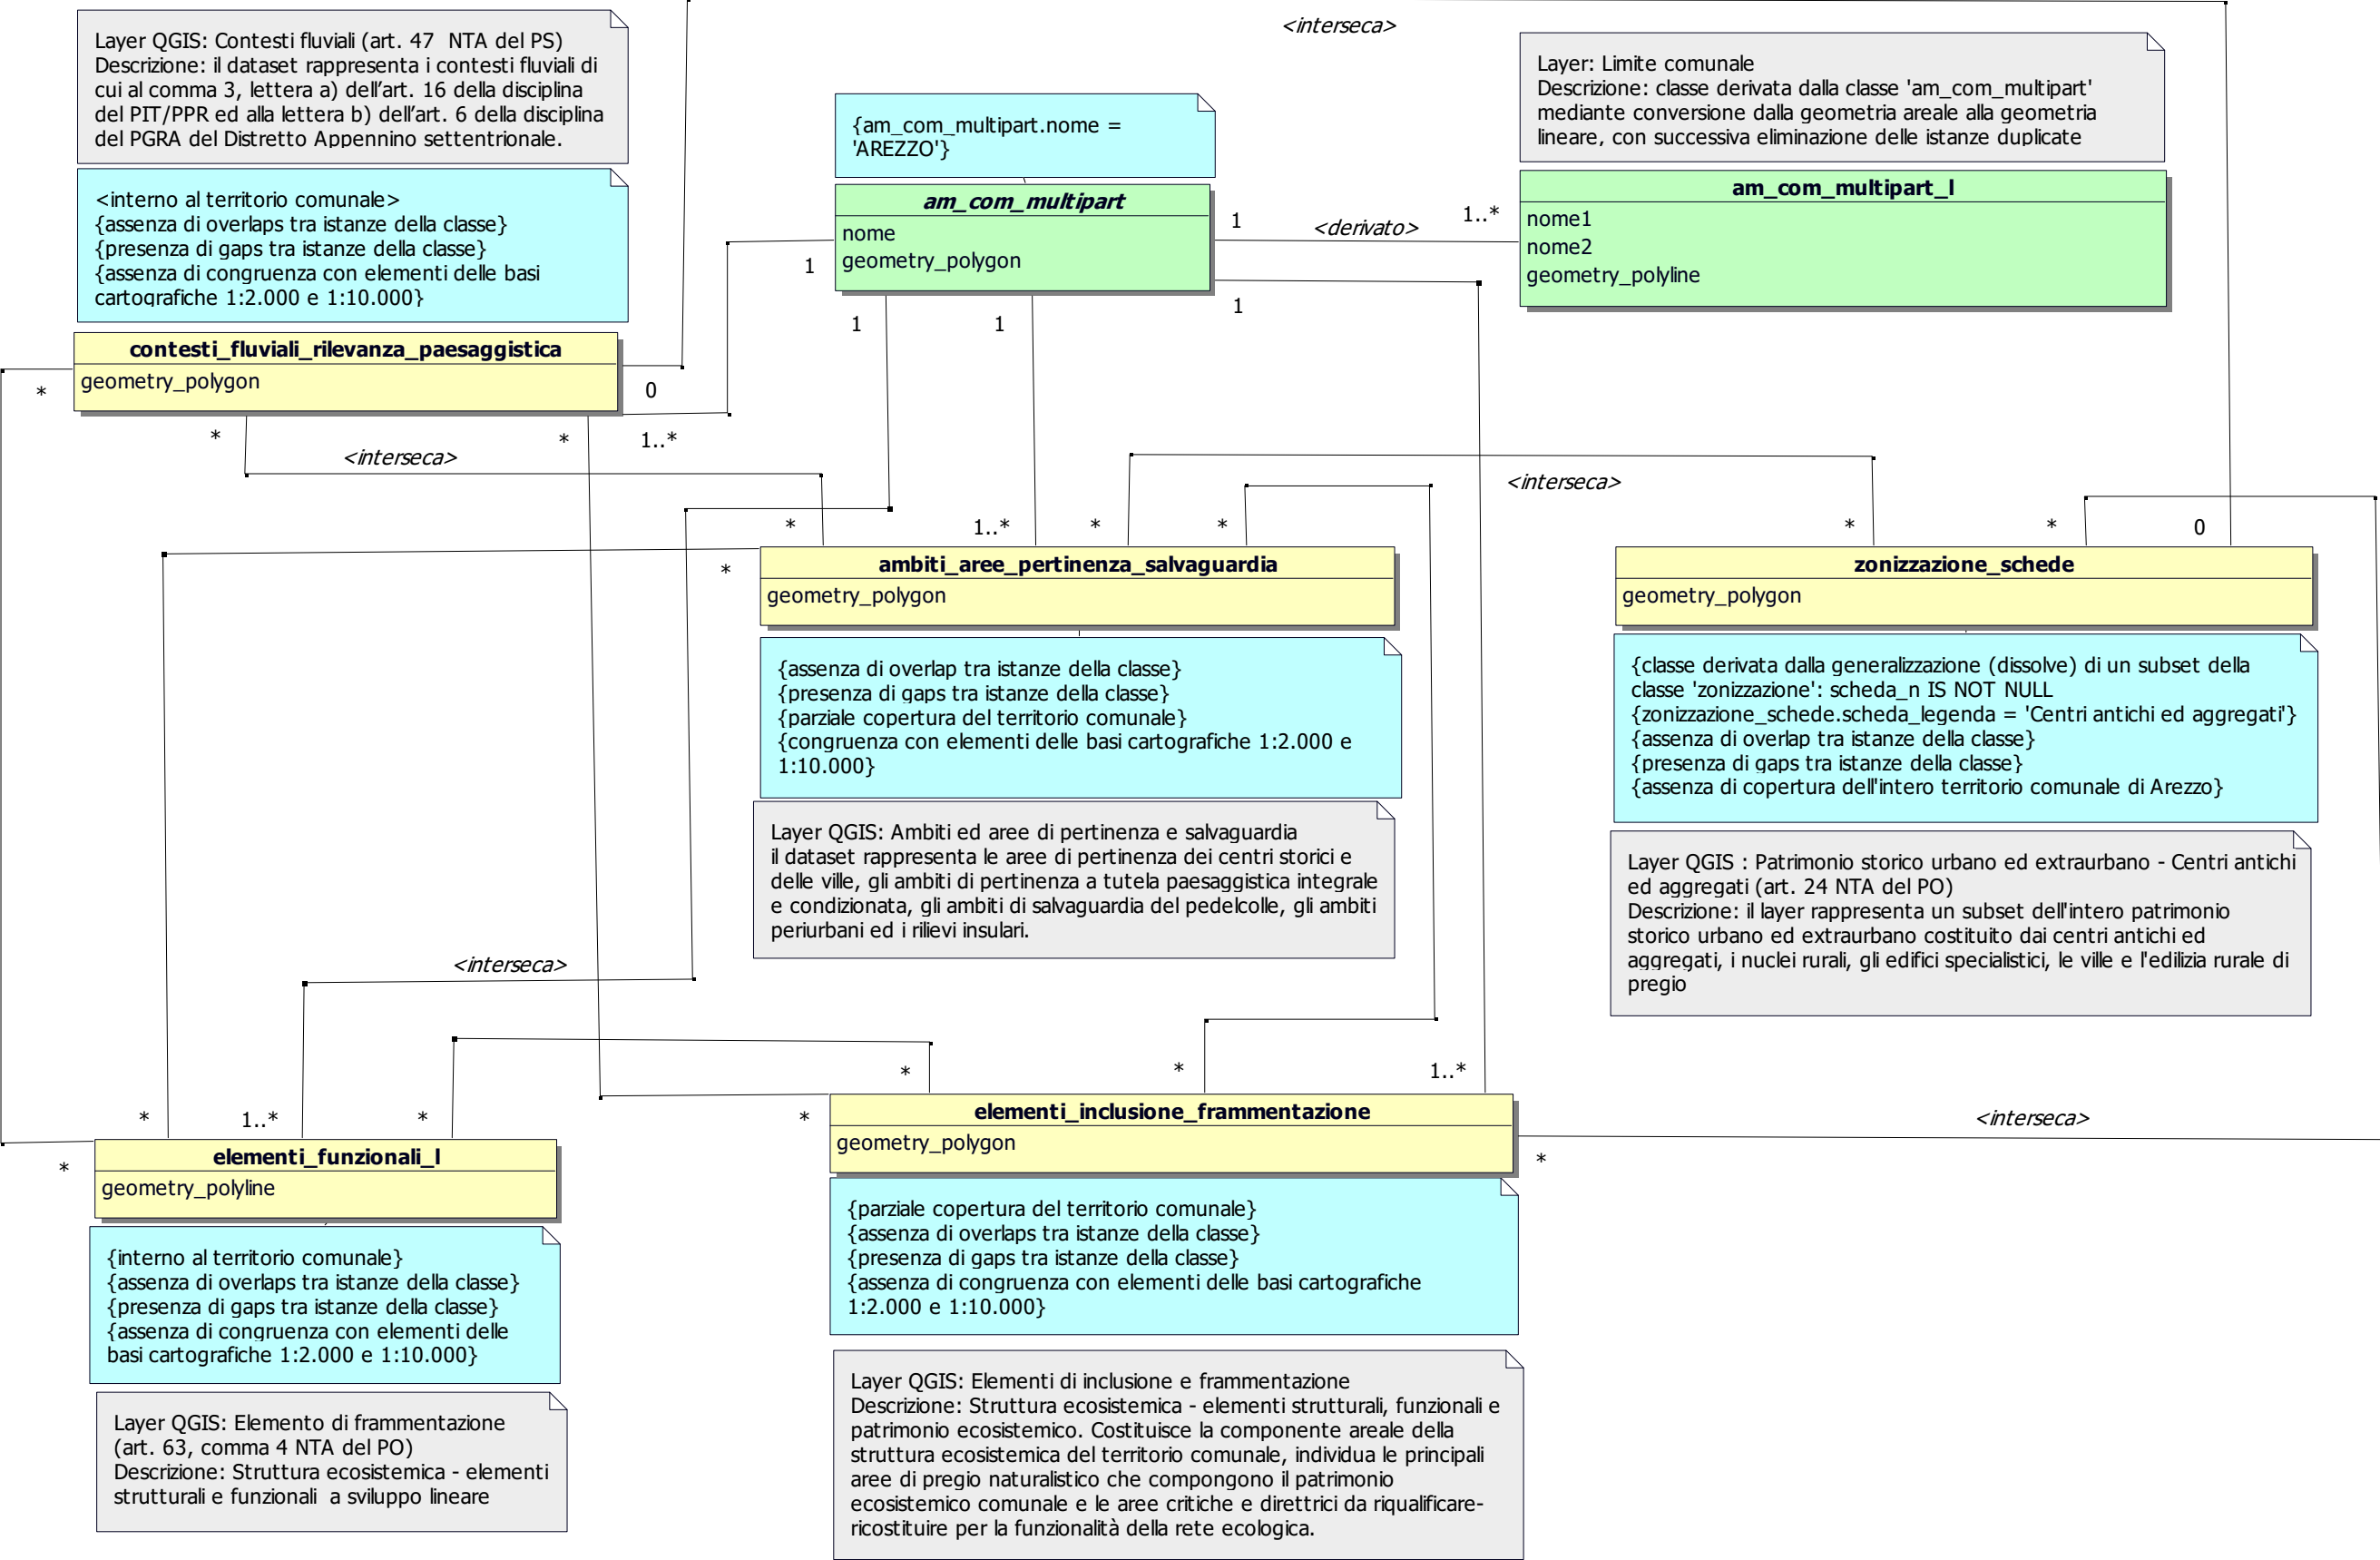 <interseca>
Layer QGIS: Contesti fluviali (art. 47  NTA del PS)
Descrizione: il dataset rappresenta i contesti fluviali di
cui al comma 3, lettera a) dell’art. 16 della disciplina
del PIT/PPR ed alla lettera b) dell’art. 6 della disciplina
del PGRA del Distretto Appennino settentrionale.
<interno al territorio comunale>
{assenza di overlaps tra istanze della classe}
{presenza di gaps tra istanze della classe}
{assenza di congruenza con elementi delle basi
cartografiche 1:2.000 e 1:10.000}
contesti_fluviali_rilevanza_paesaggistica
geometry_polygon
*
0
*
*
1..*
<interseca>
{am_com_multipart.nome =
'AREZZO'}
am_com_multipart
nome
geometry_polygon
1
1
1
1
1
<derivato>
1..*
Layer: Limite comunale
Descrizione: classe derivata dalla classe 'am_com_multipart'
mediante conversione dalla geometria areale alla geometria
lineare, con successiva eliminazione delle istanze duplicate
am_com_multipart_l
nome1
nome2
geometry_polyline
<interseca>
*
1..*
*
*
*
ambiti_aree_pertinenza_salvaguardia
geometry_polygon
{assenza di overlap tra istanze della classe}
{presenza di gaps tra istanze della classe}
{parziale copertura del territorio comunale}
{congruenza con elementi delle basi cartografiche 1:2.000 e
1:10.000}
Layer QGIS: Ambiti ed aree di pertinenza e salvaguardia
il dataset rappresenta le aree di pertinenza dei centri storici e
delle ville, gli ambiti di pertinenza a tutela paesaggistica integrale
e condizionata, gli ambiti di salvaguardia del pedelcolle, gli ambiti
periurbani ed i rilievi insulari.
*
*
0
zonizzazione_schede
geometry_polygon
{classe derivata dalla generalizzazione (dissolve) di un subset della
classe 'zonizzazione': scheda_n IS NOT NULL
{zonizzazione_schede.scheda_legenda = 'Centri antichi ed aggregati'}
{assenza di overlap tra istanze della classe}
{presenza di gaps tra istanze della classe}
{assenza di copertura dell'intero territorio comunale di Arezzo}
Layer QGIS : Patrimonio storico urbano ed extraurbano - Centri antichi
ed aggregati (art. 24 NTA del PO)
Descrizione: il layer rappresenta un subset dell'intero patrimonio
storico urbano ed extraurbano costituito dai centri antichi ed
aggregati, i nuclei rurali, gli edifici specialistici, le ville e l'edilizia rurale di
pregio
<interseca>
*
1..*
*
*
elementi_funzionali_l
geometry_polyline
{interno al territorio comunale}
{assenza di overlaps tra istanze della classe}
{presenza di gaps tra istanze della classe}
{assenza di congruenza con elementi delle
basi cartografiche 1:2.000 e 1:10.000}
Layer QGIS: Elemento di frammentazione
(art. 63, comma 4 NTA del PO)
Descrizione: Struttura ecosistemica - elementi
strutturali e funzionali  a sviluppo lineare
*
*
1..*
*
elementi_inclusione_frammentazione
geometry_polygon
*
<interseca>
{parziale copertura del territorio comunale}
{assenza di overlaps tra istanze della classe}
{presenza di gaps tra istanze della classe}
{assenza di congruenza con elementi delle basi cartografiche
1:2.000 e 1:10.000}
Layer QGIS: Elementi di inclusione e frammentazione
Descrizione: Struttura ecosistemica - elementi strutturali, funzionali e
patrimonio ecosistemico. Costituisce la componente areale della
struttura ecosistemica del territorio comunale, individua le principali
aree di pregio naturalistico che compongono il patrimonio
ecosistemico comunale e le aree critiche e direttrici da riqualificare-
ricostituire per la funzionalità della rete ecologica.